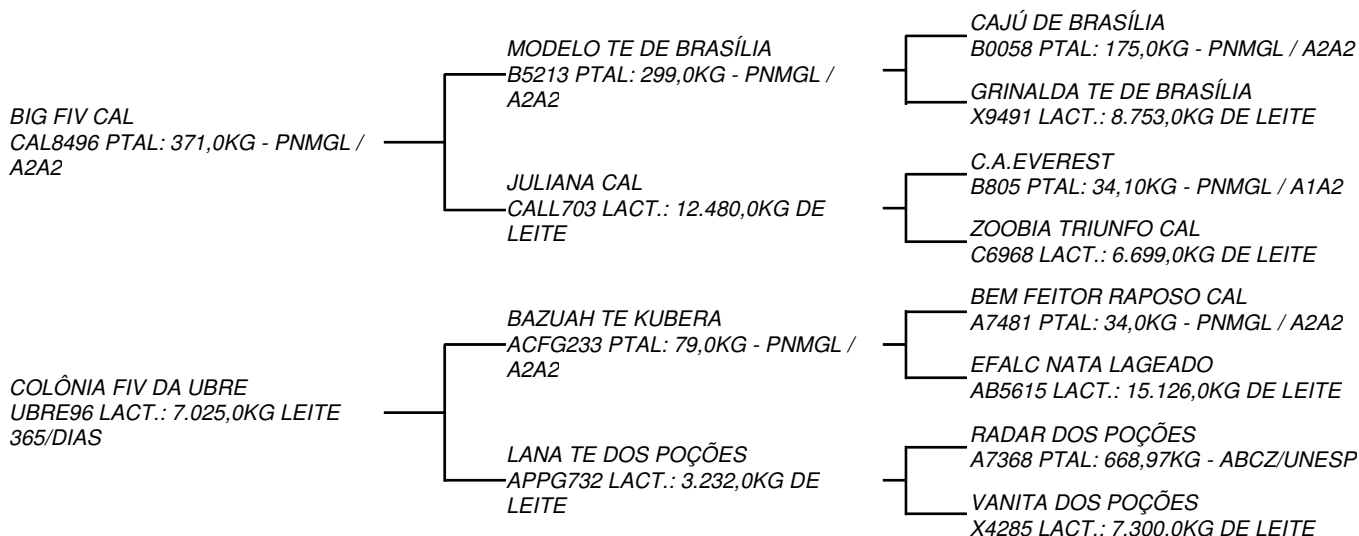 BIG FIV CAL
CAL8496 PTAL: 371,0KG - PNMGL /
A2A2
COLÔNIA FIV DA UBRE
UBRE96 LACT.: 7.025,0KG LEITE
365/DIAS
MODELO TE DE BRASÍLIA
B5213 PTAL: 299,0KG - PNMGL /
A2A2
JULIANA CAL
CALL703 LACT.: 12.480,0KG DE
LEITE
BAZUAH TE KUBERA
ACFG233 PTAL: 79,0KG - PNMGL /
A2A2
LANA TE DOS POÇÕES
APPG732 LACT.: 3.232,0KG DE
LEITE
CAJÚ DE BRASÍLIA
B0058 PTAL: 175,0KG - PNMGL / A2A2
GRINALDA TE DE BRASÍLIA
X9491 LACT.: 8.753,0KG DE LEITE
C.A.EVEREST
B805 PTAL: 34,10KG - PNMGL / A1A2
ZOOBIA TRIUNFO CAL
C6968 LACT.: 6.699,0KG DE LEITE
BEM FEITOR RAPOSO CAL
A7481 PTAL: 34,0KG - PNMGL / A2A2
EFALC NATA LAGEADO
AB5615 LACT.: 15.126,0KG DE LEITE
RADAR DOS POÇÕES
A7368 PTAL: 668,97KG - ABCZ/UNESP
VANITA DOS POÇÕES
X4285 LACT.: 7.300,0KG DE LEITE